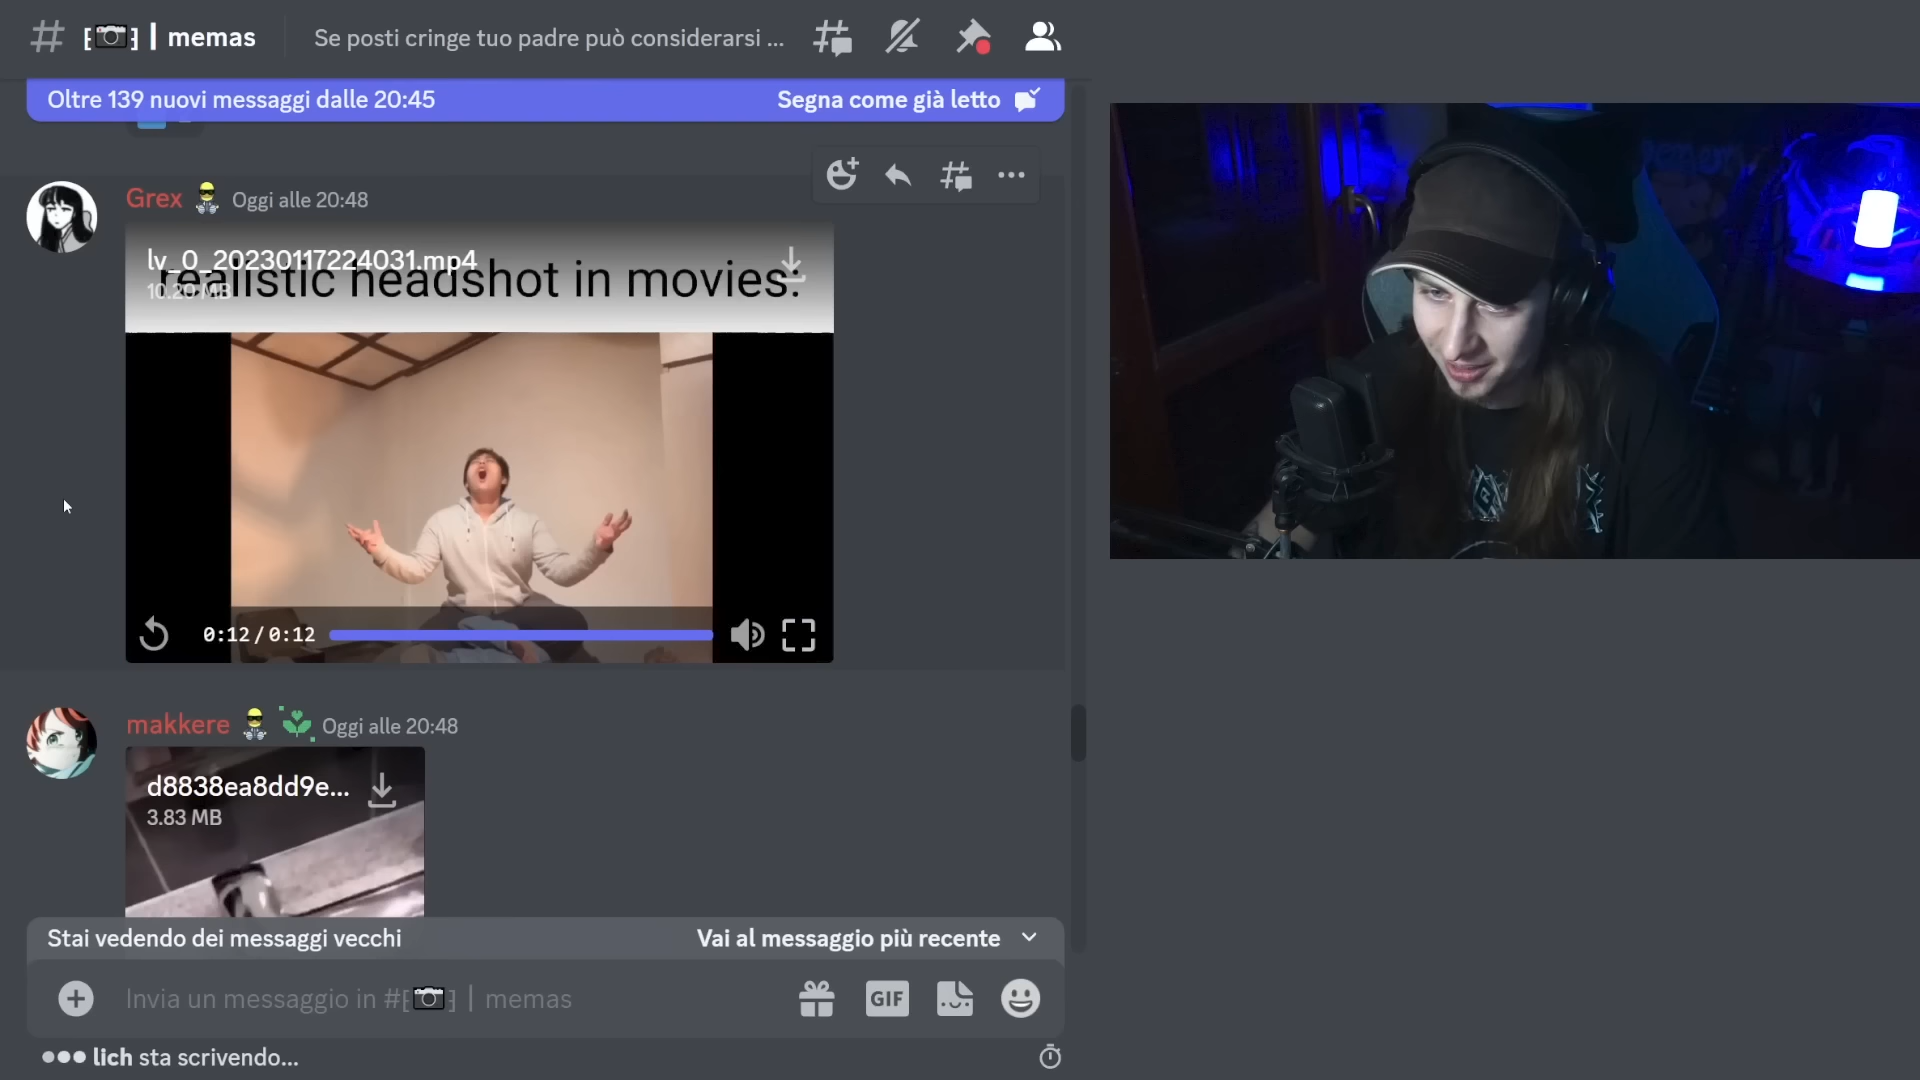 [📷] | memas
Se posti cringe tuo padre può considerarsi ...
Oltre 139 nuovi messaggi dalle 20:45
Segna come già letto
Grex Oggi alle 20:48
lv_0_20230117224031.mp4
10.20 MB
realistic headshot in movies:
0:12/0:12
makkere Oggi alle 20:48
d8838ea8dd9e...
3.83 MB
Stai vedendo dei messaggi vecchi
Vai al messaggio più recente
Invia un messaggio in #[📷] | memas
GIF
lich sta scrivendo...